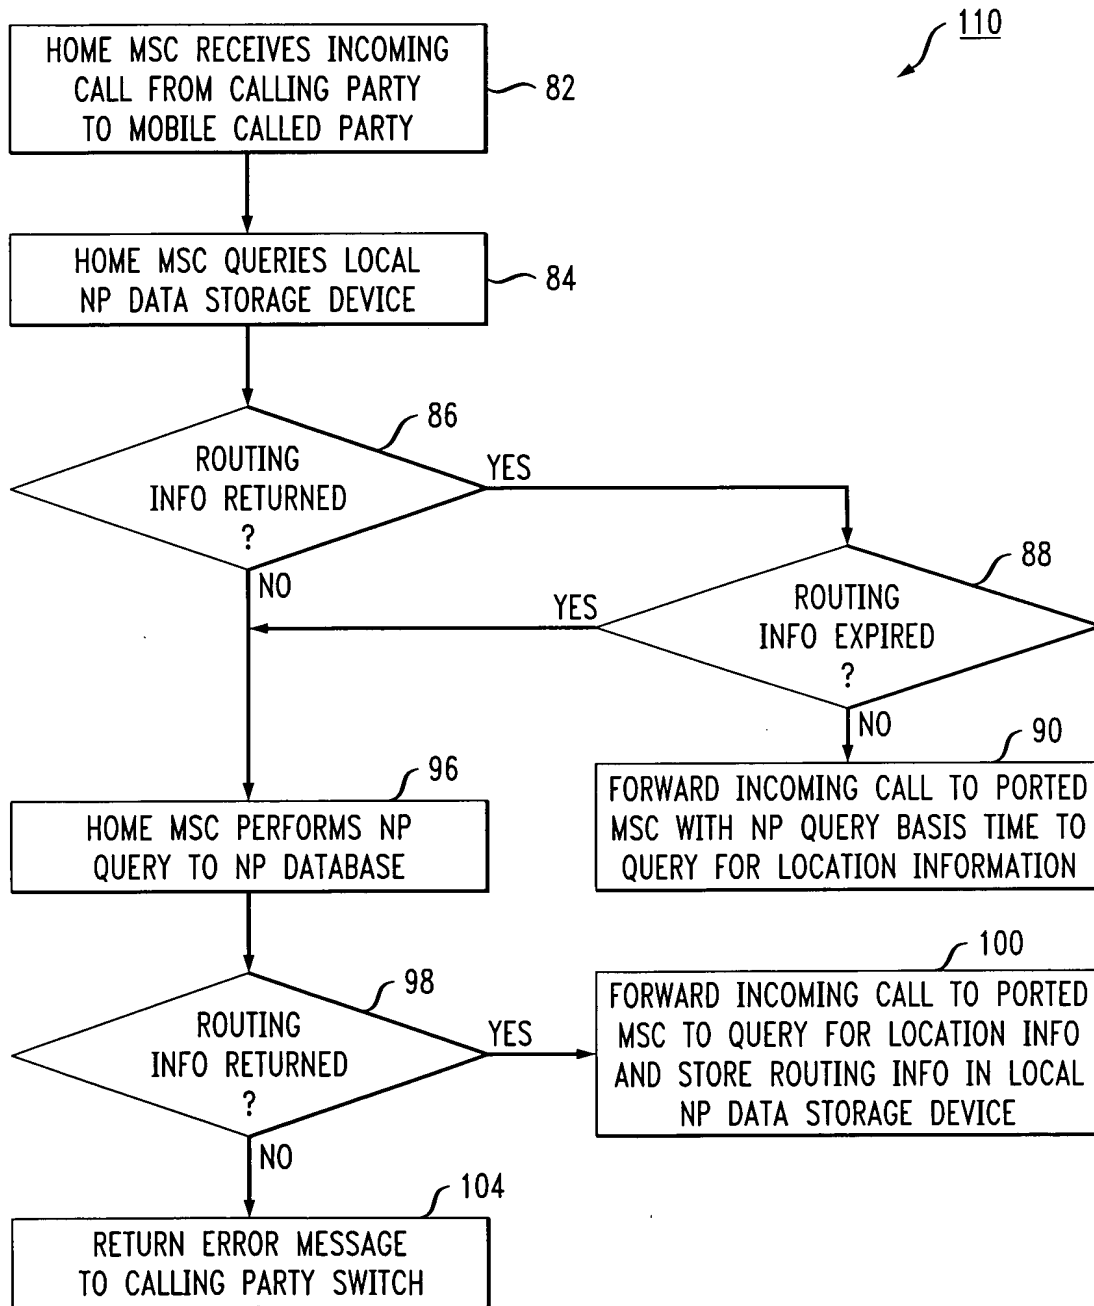 110
HOME MSC RECEIVES INCOMING
CALL FROM CALLING PARTY
TO MOBILE CALLED PARTY
82
HOME MSC QUERIES LOCAL
NP DATA STORAGE DEVICE
84
86
ROUTING
INFO RETURNED
?
YES
NO
88
ROUTING
INFO EXPIRED
?
YES
NO
90
FORWARD INCOMING CALL TO PORTED
MSC WITH NP QUERY BASIS TIME TO
QUERY FOR LOCATION INFORMATION
96
HOME MSC PERFORMS NP
QUERY TO NP DATABASE
98
ROUTING
INFO RETURNED
?
YES
NO
100
FORWARD INCOMING CALL TO PORTED
MSC TO QUERY FOR LOCATION INFO
AND STORE ROUTING INFO IN LOCAL
NP DATA STORAGE DEVICE
104
RETURN ERROR MESSAGE
TO CALLING PARTY SWITCH